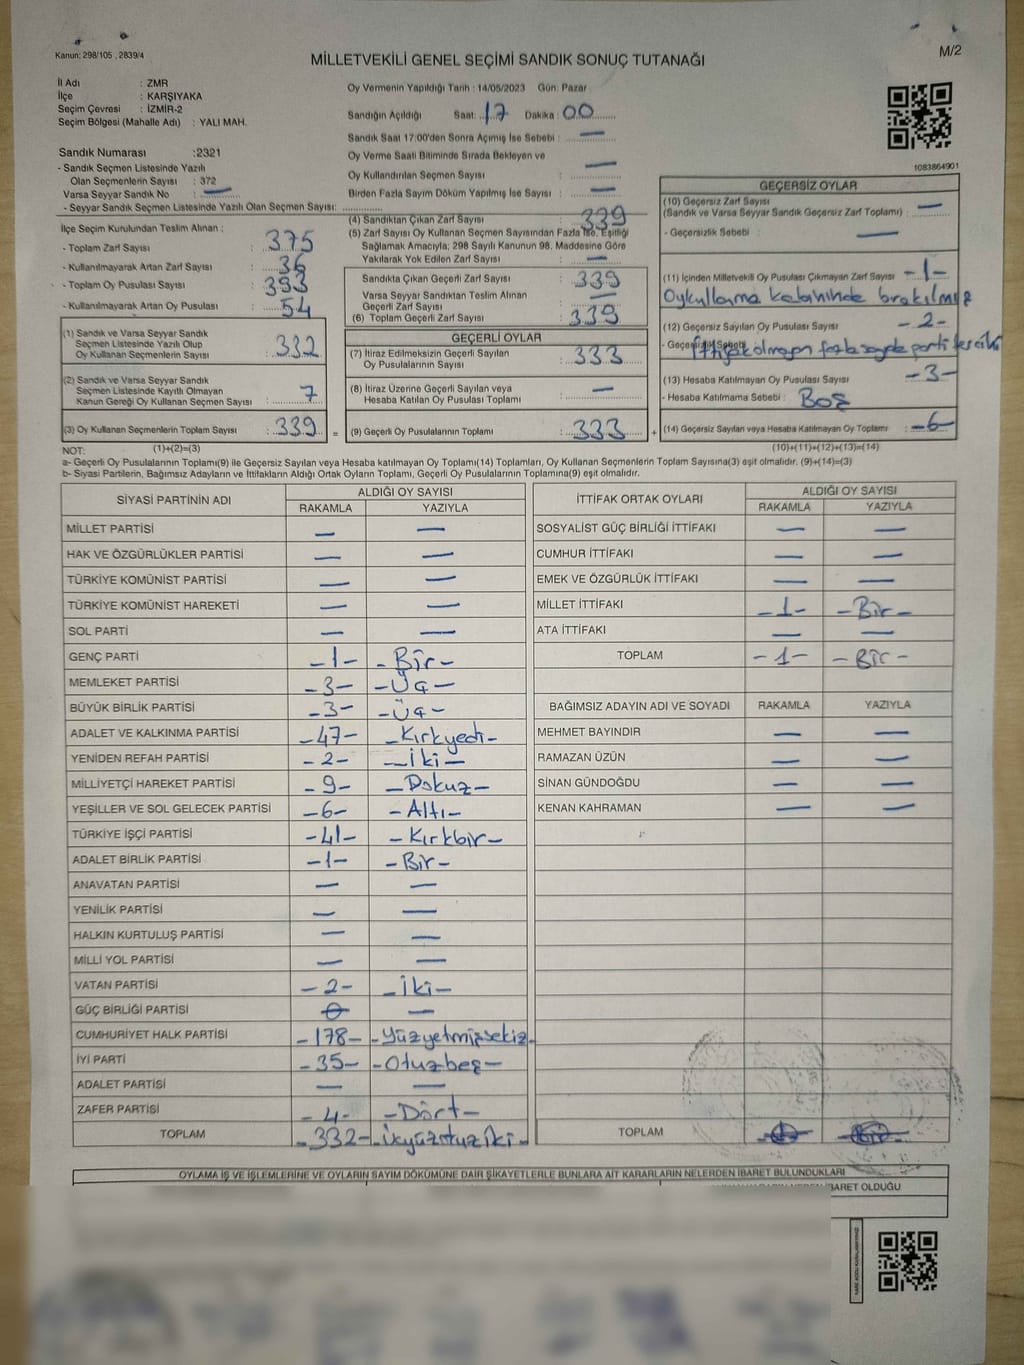 Kanun: 298/105 , 2839/4
MİLLETVEKİLİ GENEL SEÇİMİ SANDIK SONUÇ TUTANAĞI
M/2
İl Adı : ZMR
İlçe : KARŞIYAKA
Seçim Çevresi : İZMİR-2
Seçim Bölgesi (Mahalle Adı) : YALI MAH.
Sandık Numarası :2321
- Sandık Seçmen Listesinde Yazılı
Olan Seçmenlerin Sayısı : 372
Varsa Seyyar Sandık No : —
- Seyyar Sandık Seçmen Listesinde Yazılı Olan Seçmen Sayısı:
Oy Vermenin Yapıldığı Tarih : 14/05/2023 Gün: Pazar
Sandığın Açıldığı Saat: 17 Dakika : 00
Sandık Saat 17:00'den Sonra Açımış İse Sebebi : —
Oy Verme Saati Bitiminde Sırada Bekleyen ve
Oy Kullandırılan Seçmen Sayısı : —
Birden Fazla Sayım Döküm Yapılmış İse Sayısı : —
1083864901
İlçe Seçim Kurulundan Teslim Alınan :
- Toplam Zarf Sayısı : 375
- Kullanılmayarak Artan Zarf Sayısı : 36
- Toplam Oy Pusulası Sayısı : 393
- Kullanılmayarak Artan Oy Pusulası : 54
(1) Sandık ve Varsa Seyyar Sandık
Seçmen Listesinde Yazılı Olup
Oy Kullanan Seçmenlerin Sayısı : 332
(2) Sandık ve Varsa Seyyar Sandık
Seçmen Listesinde Kayıtlı Olmayan
Kanun Gereği Oy Kullanan Seçmen Sayısı : 7
(3) Oy Kullanan Seçmenlerin Toplam Sayısı : 339 =
(4) Sandıktan Çıkan Zarf Sayısı : 339
(5) Zarf Sayısı Oy Kullanan Seçmen Sayısından Fazla İse, Eşitliği
Sağlamak Amacıyla; 298 Sayılı Kanunun 98. Maddesine Göre
Yakılarak Yok Edilen Zarf Sayısı : —
Sandıkta Çıkan Geçerli Zarf Sayısı : 339
Varsa Seyyar Sandıktan Teslim Alınan
Geçerli Zarf Sayısı : —
(6) Toplam Geçerli Zarf Sayısı : 339
GEÇERLİ OYLAR
(7) İtiraz Edilmeksizin Geçerli Sayılan
Oy Pusulalarının Sayısı : 333
(8) İtiraz Üzerine Geçerli Sayılan veya
Hesaba Katılan Oy Pusulası Toplamı : —
(9) Geçerli Oy Pusulalarının Toplamı : 333 +
GEÇERSİZ OYLAR
(10) Geçersiz Zarf Sayısı
(Sandık ve Varsa Seyyar Sandık Geçersiz Zarf Toplamı) : —
- Geçersizlik Sebebi : —
(11) İçinden Milletvekili Oy Pusulası Çıkmayan Zarf Sayısı -1-
Oykullanma kabininde bırakılmış
(12) Geçersiz Sayılan Oy Pusulası Sayısı -2-
- Geçersizlik Sebebi
İttifak olmayan fazla sayıda parti tercihi
(13) Hesaba Katılmayan Oy Pusulası Sayısı -3-
- Hesaba Katılmama Sebebi : Boş
(14) Geçersiz Sayılan veya Hesaba Katılmayan Oy Toplamı : -6-
NOT: (1)+(2)=(3) (10)+(11)+(12)+(13)=(14)
a- Geçerli Oy Pusulalarının Toplamı(9) ile Geçersiz Sayılan veya Hesaba katılmayan Oy Toplamı(14) Toplamları, Oy Kullanan Seçmenlerin Toplam Sayısına(3) eşit olmalıdır. (9)+(14)=(3)
b- Siyasi Partilerin, Bağımsız Adayların ve İttifakların Aldığı Ortak Oyların Toplamı, Geçerli Oy Pusulalarının Toplamına(9) eşit olmalıdır.
SİYASİ PARTİNİN ADI ALDIĞI OY SAYISI
RAKAMLA YAZIYLA
MİLLET PARTİSİ — —
HAK VE ÖZGÜRLÜKLER PARTİSİ — —
TÜRKİYE KOMÜNİST PARTİSİ — —
TÜRKİYE KOMÜNİST HAREKETİ — —
SOL PARTİ — —
GENÇ PARTİ -1- -Bir-
MEMLEKET PARTİSİ -3- -Üç-
BÜYÜK BİRLİK PARTİSİ -3- -Üç-
ADALET VE KALKINMA PARTİSİ -47- -Kırkyedi-
YENİDEN REFAH PARTİSİ -2- -İki-
MİLLİYETÇİ HAREKET PARTİSİ -9- -Dokuz-
YEŞİLLER VE SOL GELECEK PARTİSİ -6- -Altı-
TÜRKİYE İŞÇİ PARTİSİ -41- -Kırkbir-
ADALET BİRLİK PARTİSİ -1- -Bir-
ANAVATAN PARTİSİ — —
YENİLİK PARTİSİ — —
HALKIN KURTULUŞ PARTİSİ — —
MİLLİ YOL PARTİSİ — —
VATAN PARTİSİ -2- -İki-
GÜÇ BİRLİĞİ PARTİSİ — —
CUMHURİYET HALK PARTİSİ -178- -Yüzyetmişsekiz-
İYİ PARTİ -35- -Otuzbeş-
ADALET PARTİSİ — —
ZAFER PARTİSİ -4- -Dört-
TOPLAM -332- -İkyüztuziki-
İTTİFAK ORTAK OYLARI ALDIĞI OY SAYISI
RAKAMLA YAZIYLA
SOSYALİST GÜÇ BİRLİĞİ İTTİFAKI — —
CUMHUR İTTİFAKI — —
EMEK VE ÖZGÜRLÜK İTTİFAKI — —
MİLLET İTTİFAKI -1- -Bir-
ATA İTTİFAKI — —
TOPLAM -1- -Bir-
BAĞIMSIZ ADAYIN ADI VE SOYADI RAKAMLA YAZIYLA
MEHMET BAYINDIR — —
RAMAZAN ÜZÜN — —
SİNAN GÜNDOĞDU — —
KENAN KAHRAMAN — —
TOPLAM
OYLAMA İŞ VE İŞLEMLERİNE VE OYLARIN SAYIM DÖKÜMÜNE DAİR ŞİKAYETLERLE BUNLARA AİT KARARLARIN NELERDEN İBARET BULUNDUKLARI
İBARET OLDUĞU